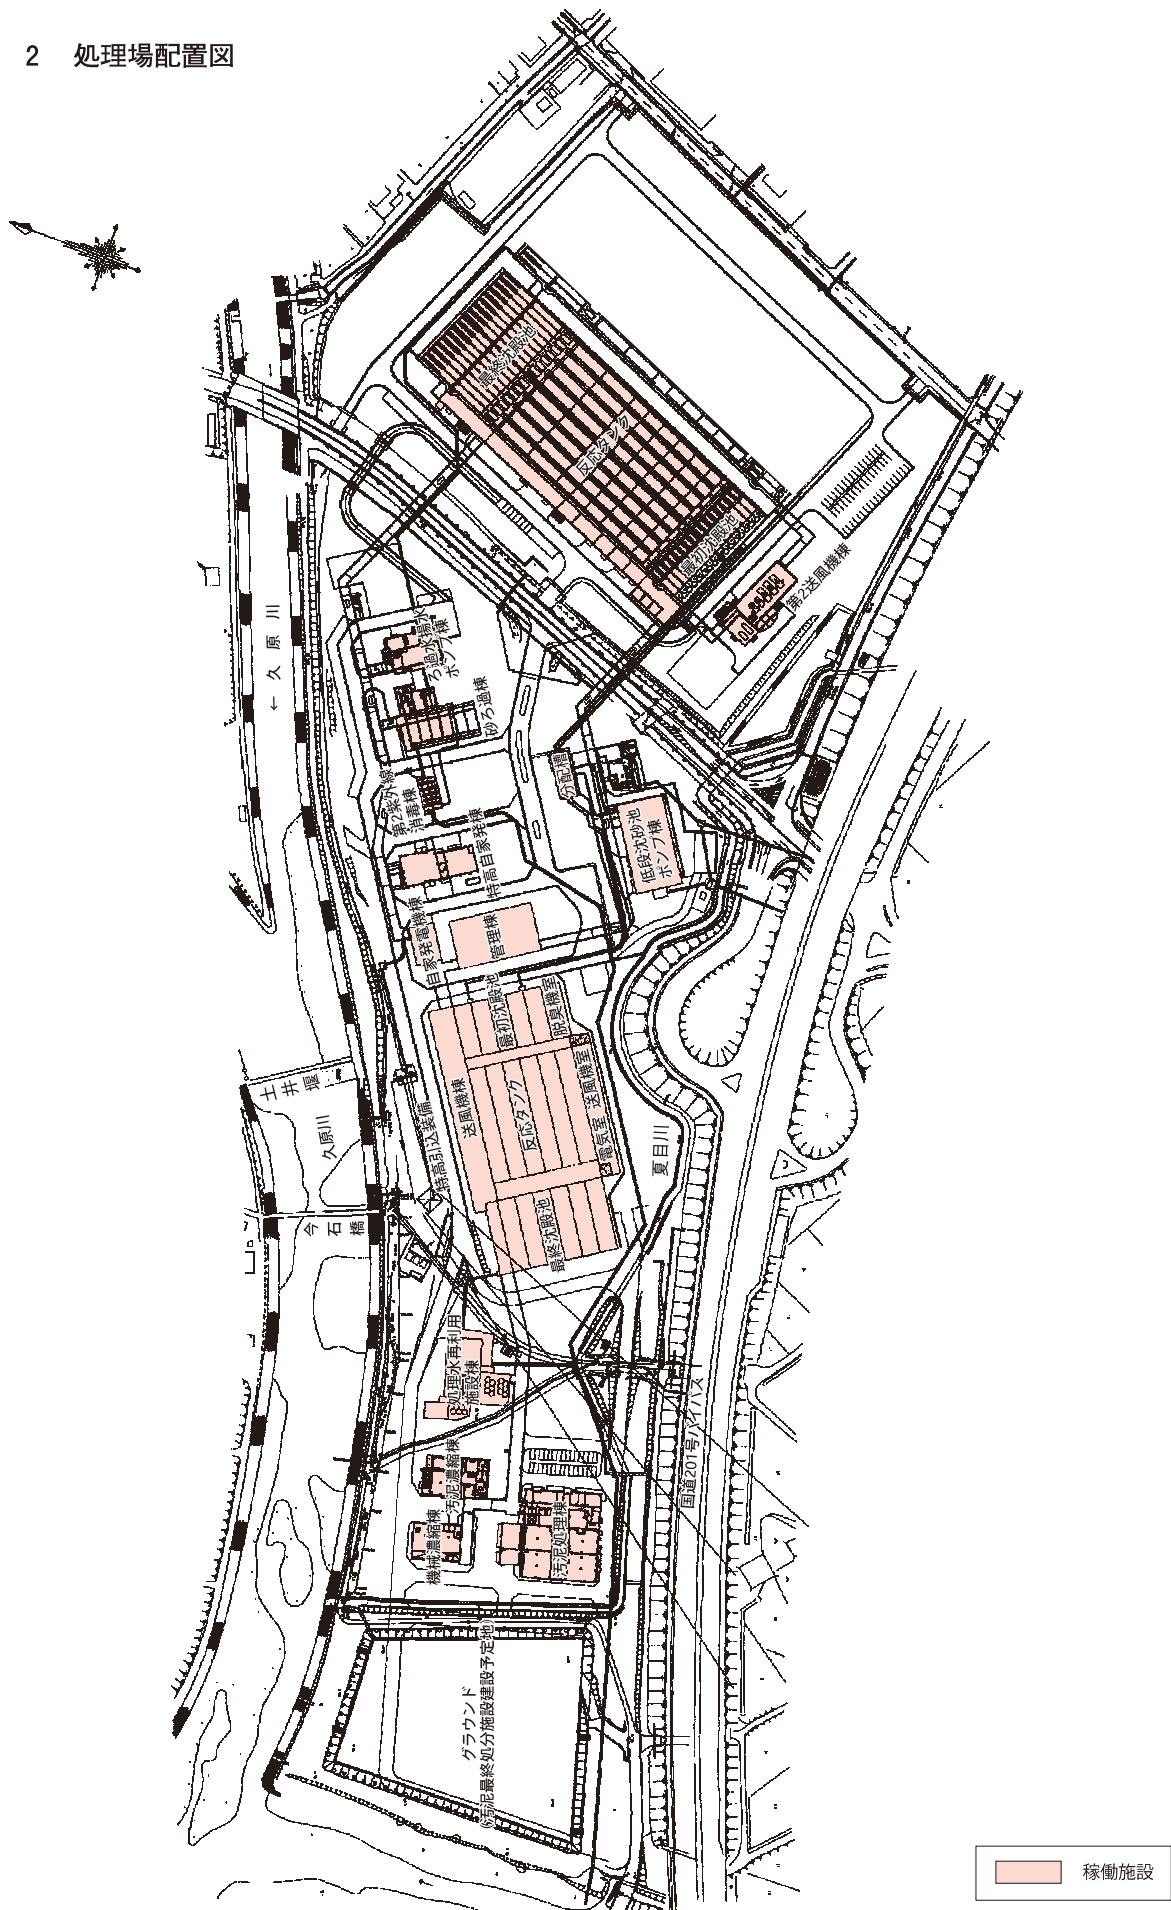 2 処理場配置図
最終沈殿池
反応タンク
最初沈殿池
第2送風機棟
← 久原川
ろ過水揚水
ポンプ棟
砂ろ過棟
第2紫外線
消毒棟
分配槽
低段沈砂池
ポンプ棟
特高自家発棟
自家発電機棟
管理棟
最初沈殿池
脱臭機室
送風機棟
反応タンク
送風機室
電気室
最終沈殿池
特高引込装備
土井堰
久原川
今石橋
夏目川
処理水再利用
施設棟
国道201号バイパス
汚泥濃縮棟
機械濃縮棟
汚泥処理棟
グラウンド
(汚泥最終処分施設建設予定地)
稼働施設